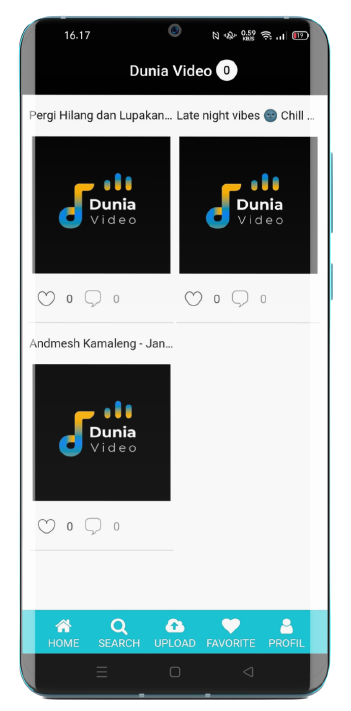 16.17
0.59 KB/S
19
Dunia Video 0
Pergi Hilang dan Lupakan...
Late night vibes 🌚 Chill ...
Dunia
Video
Dunia
Video
0 0
0 0
Andmesh Kamaleng - Jan...
Dunia
Video
0 0
HOME SEARCH UPLOAD FAVORITE PROFIL